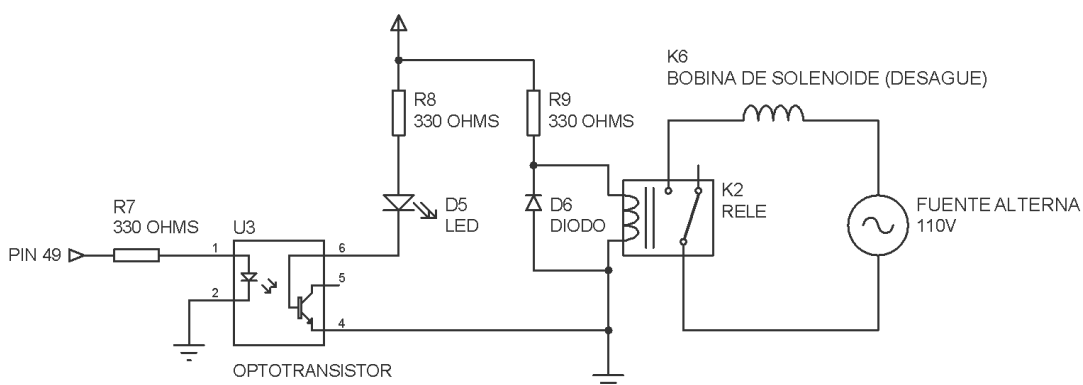 K6
BOBINA DE SOLENOIDE (DESAGUE)
R8
330 OHMS
R9
330 OHMS
R7
330 OHMS
U3
D5
LED
D6
DIODO
K2
RELE
FUENTE ALTERNA
110V
PIN 49
1
2
6
5
4
OPTOTRANSISTOR